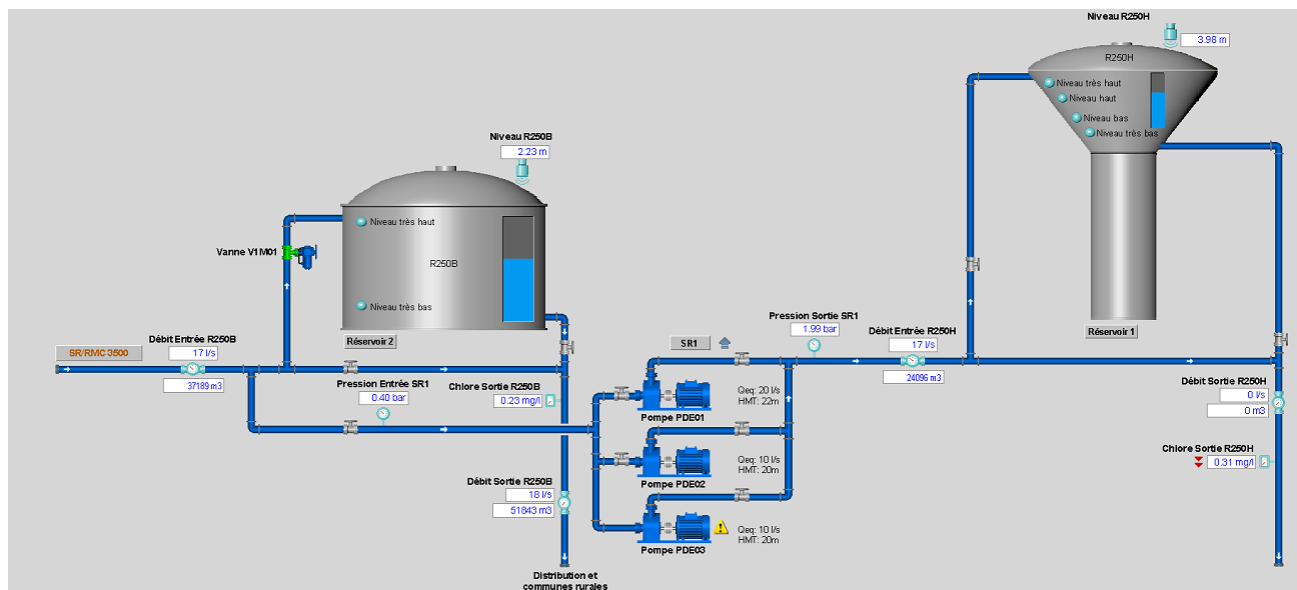 Niveau R250H
3.98 m
R250H
Niveau très haut
Niveau haut
Niveau bas
Niveau très bas
Réservoir 1
Niveau R250B
2.23 m
Niveau très haut
R250B
Niveau très bas
Réservoir 2
Vanne V1M01
SR/RMC 3500
Débit Entrée R250B
17 l/s
37189 m3
Pression Entrée SR1
0.40 bar
Chlore Sortie R250B
0.23 mg/l
Débit Sortie R250B
18 l/s
51843 m3
Distribution et
communes rurales
SR1
Pompe PDE01
Qeq: 20 l/s
HMT: 22m
Pompe PDE02
Qeq: 10 l/s
HMT: 20m
Pompe PDE03
Qeq: 10 l/s
HMT: 20m
Pression Sortie SR1
1.99 bar
Débit Entrée R250H
17 l/s
24096 m3
Débit Sortie R250H
0 l/s
0 m3
Chlore Sortie R250H
0.31 mg/l